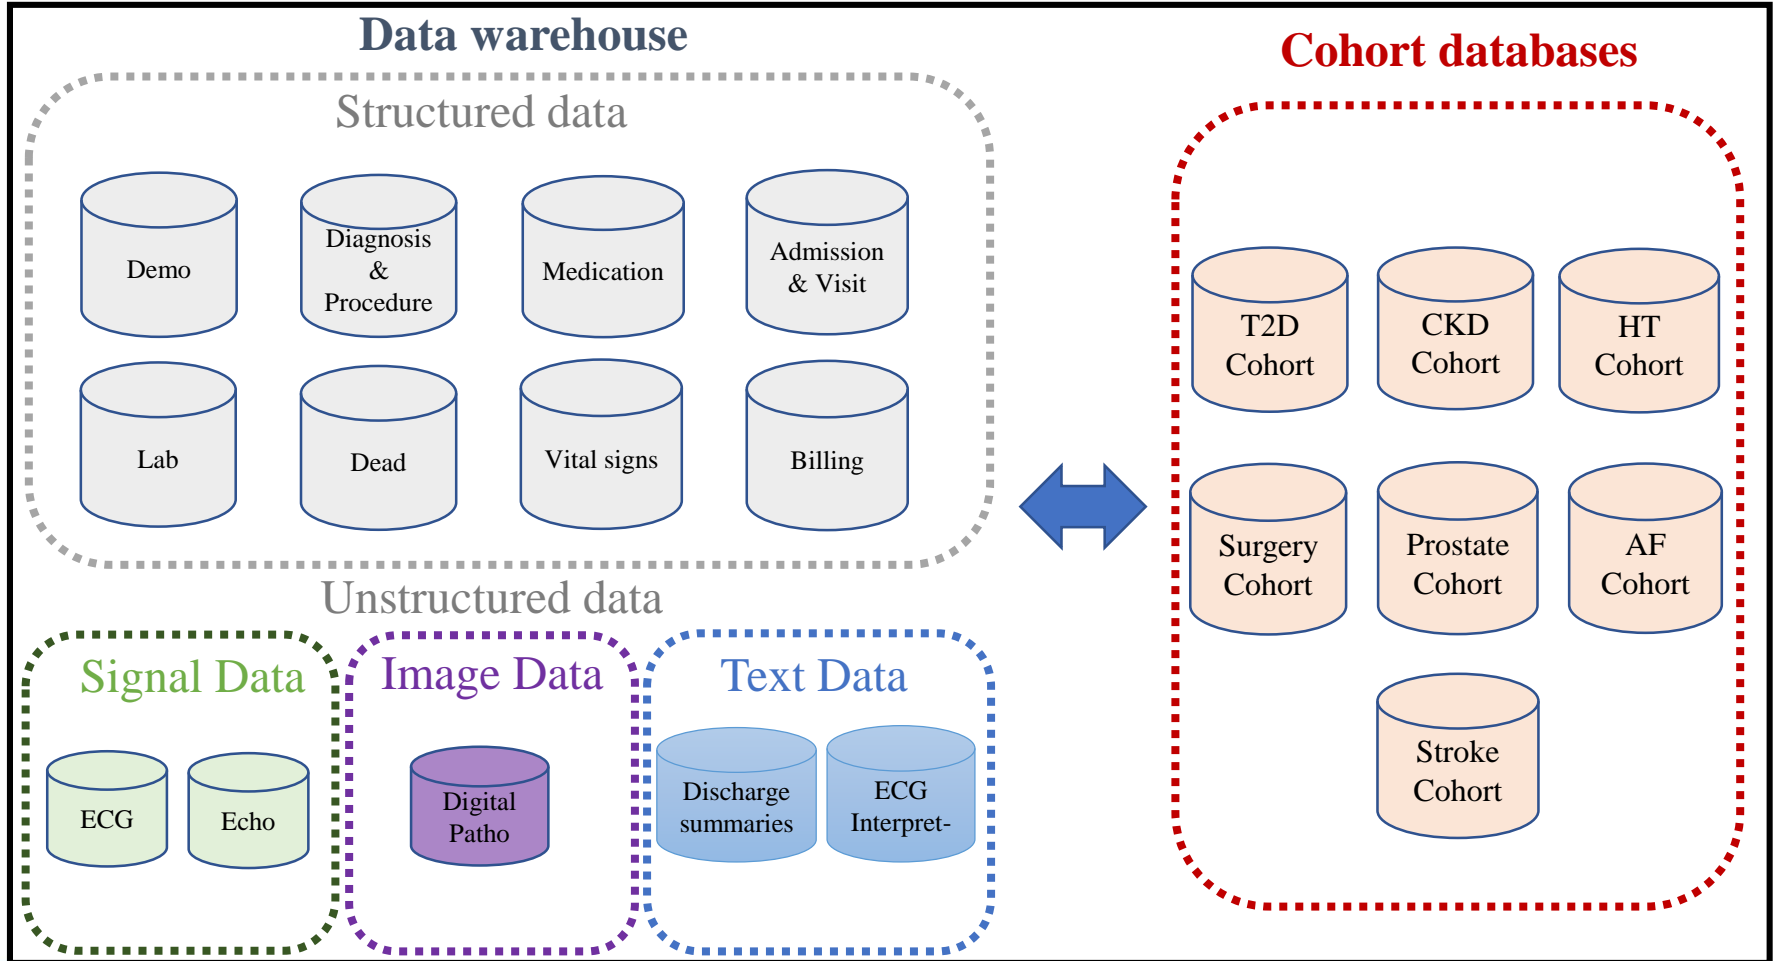 Data warehouse
Structured data
Demo
Diagnosis
&
Procedure
Medication
Admission
& Visit
Lab
Dead
Vital signs
Billing
Unstructured data
Signal Data
ECG
Echo
Image Data
Digital
Patho
Text Data
Discharge
summaries
ECG
Interpret-
Cohort databases
T2D
Cohort
CKD
Cohort
HT
Cohort
Surgery
Cohort
Prostate
Cohort
AF
Cohort
Stroke
Cohort